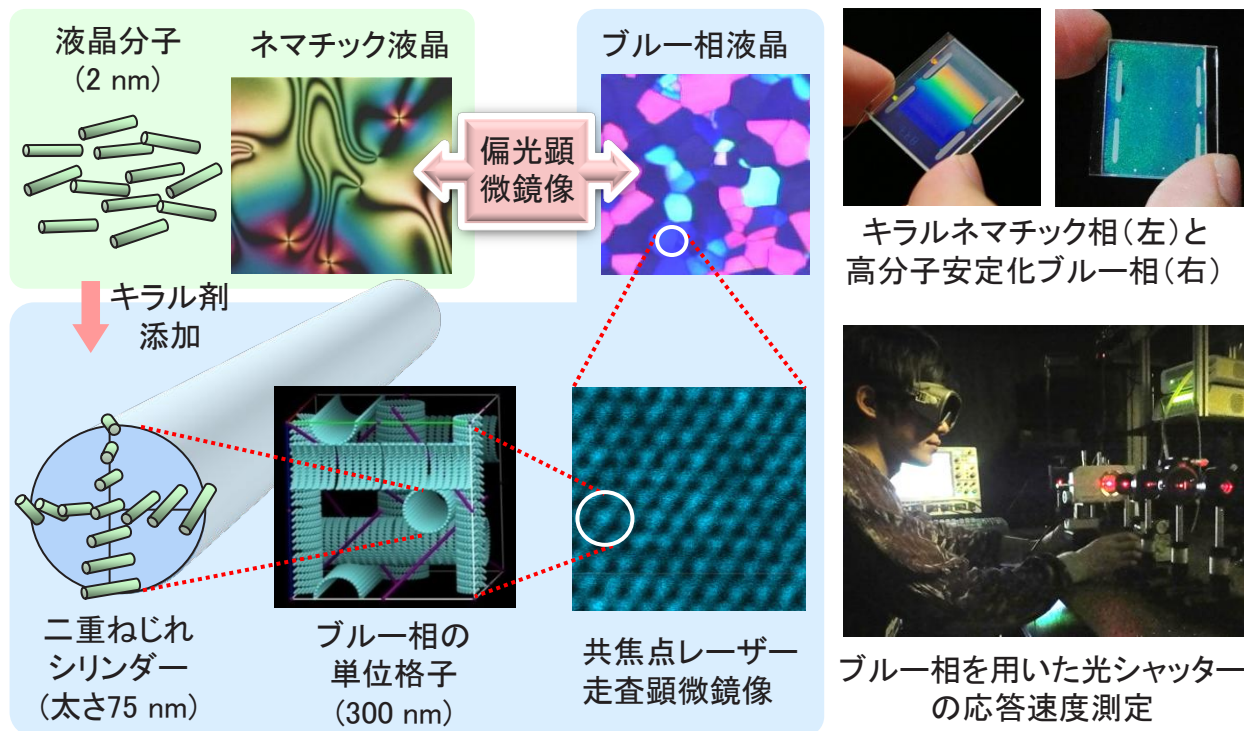 液晶分子
(2 nm)
ネマチック液晶
ブルー相液晶
偏光顕
微鏡像
キラル剤
添加
二重ねじれ
シリンダー
(太さ75 nm)
ブルー相の
単位格子
(300 nm)
共焦点レーザー
走査顕微鏡像
キラルネマチック相(左)と
高分子安定化ブルー相(右)
ブルー相を用いた光シャッター
の応答速度測定